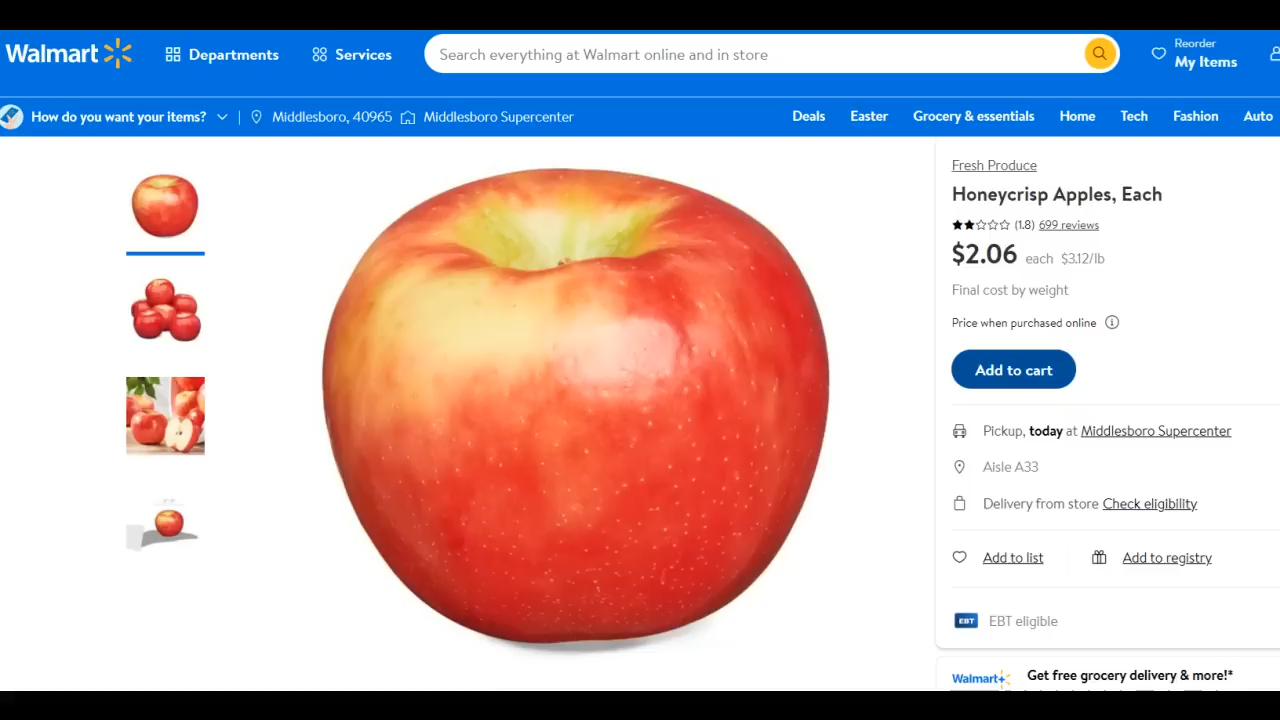 Walmart
Departments
Services
Search everything at Walmart online and in store
Reorder
My Items
How do you want your items?
Middlesboro, 40965
Middlesboro Supercenter
Deals
Easter
Grocery & essentials
Home
Tech
Fashion
Auto
Fresh Produce
Honeycrisp Apples, Each
(1.8) 699 reviews
$2.06 each $3.12/lb
Final cost by weight
Price when purchased online
Add to cart
Pickup, today at Middlesboro Supercenter
Aisle A33
Delivery from store Check eligibility
Add to list
Add to registry
EBT EBT eligible
Walmart+ Get free grocery delivery & more!*